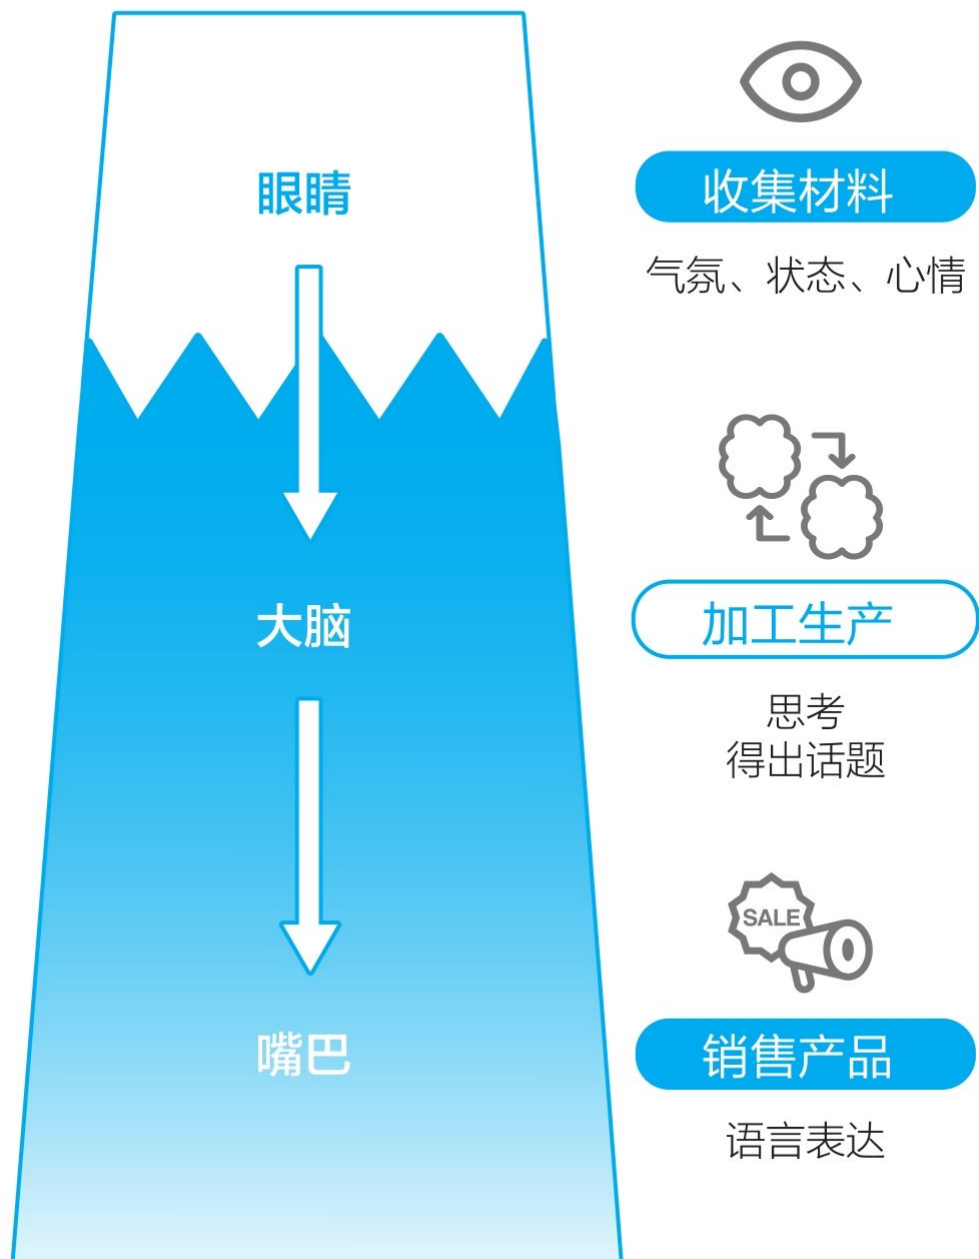 眼睛
收集材料
气氛、状态、心情
大脑
加工生产
思考
得出话题
SALE
嘴巴
销售产品
语言表达